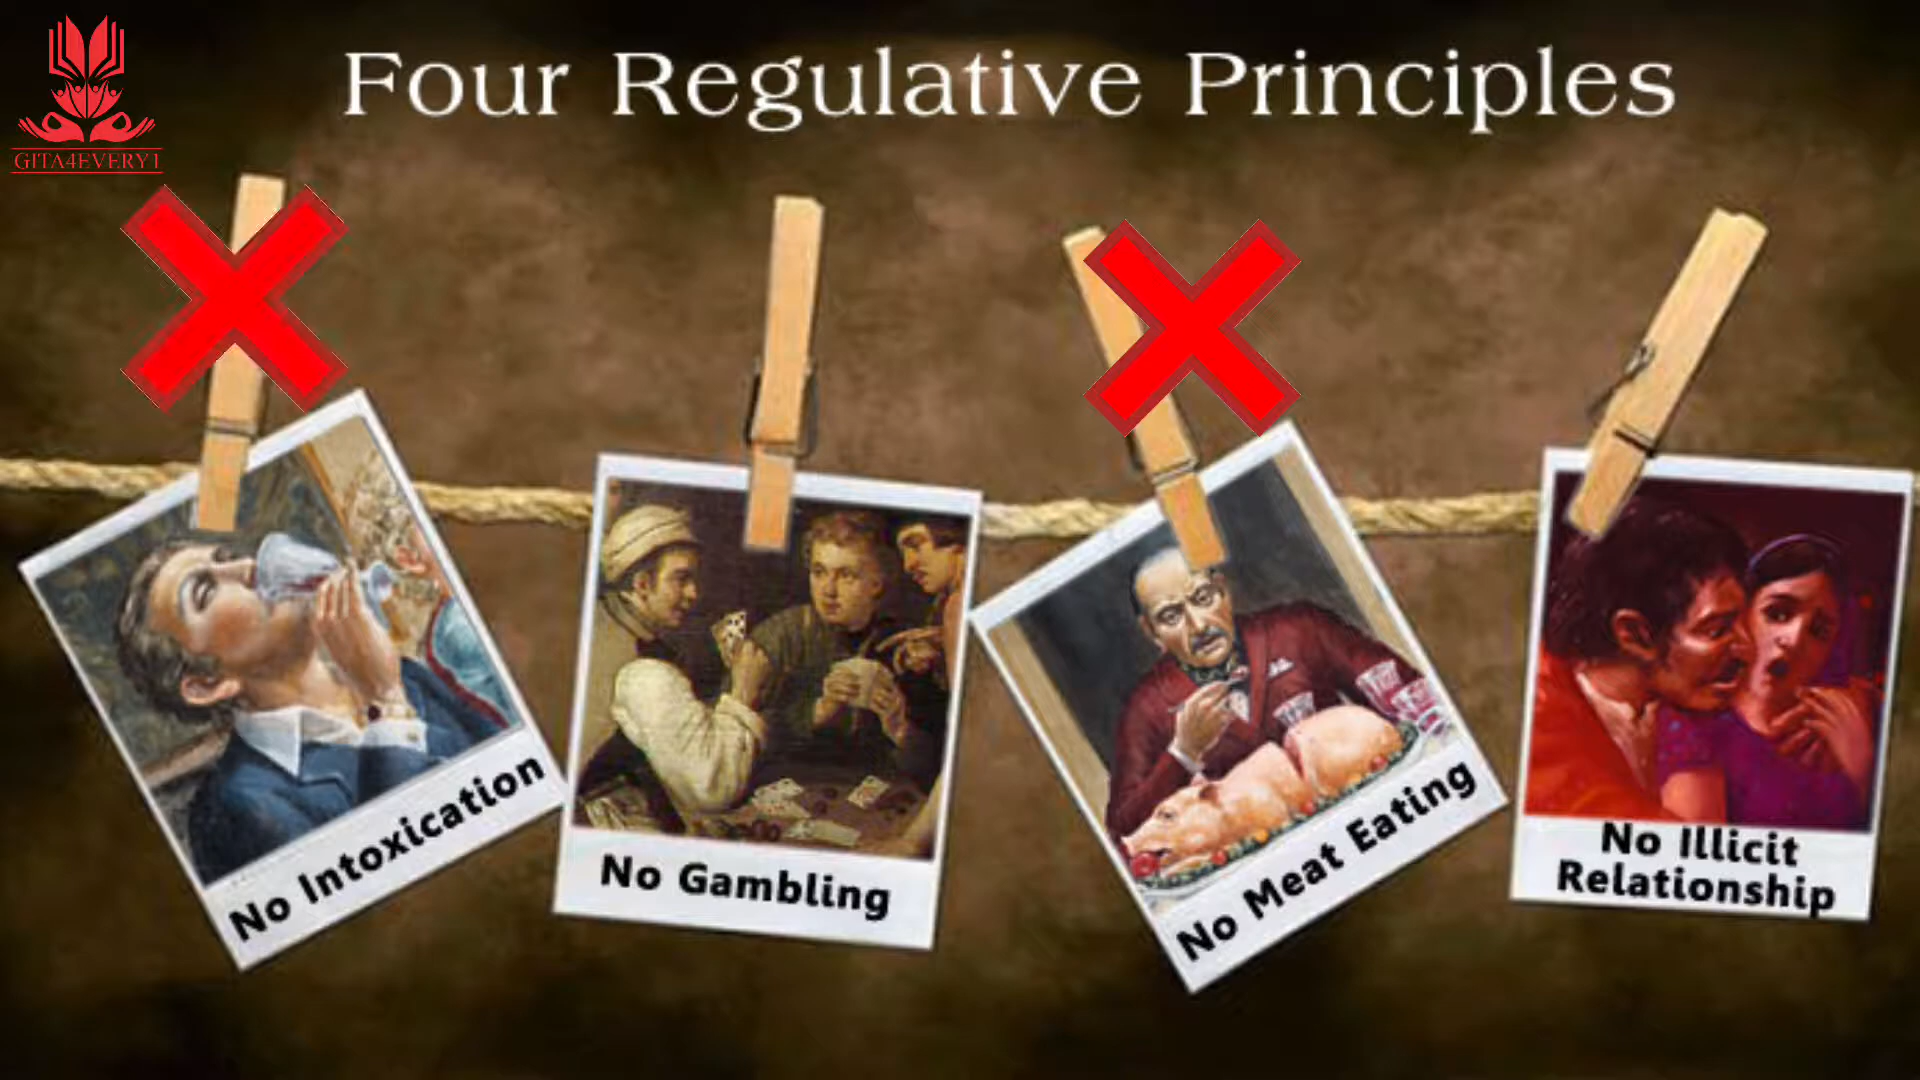 GITA4EVERY1
Four Regulative Principles
No Intoxication
No Gambling
No Meat Eating
No Illicit
Relationship